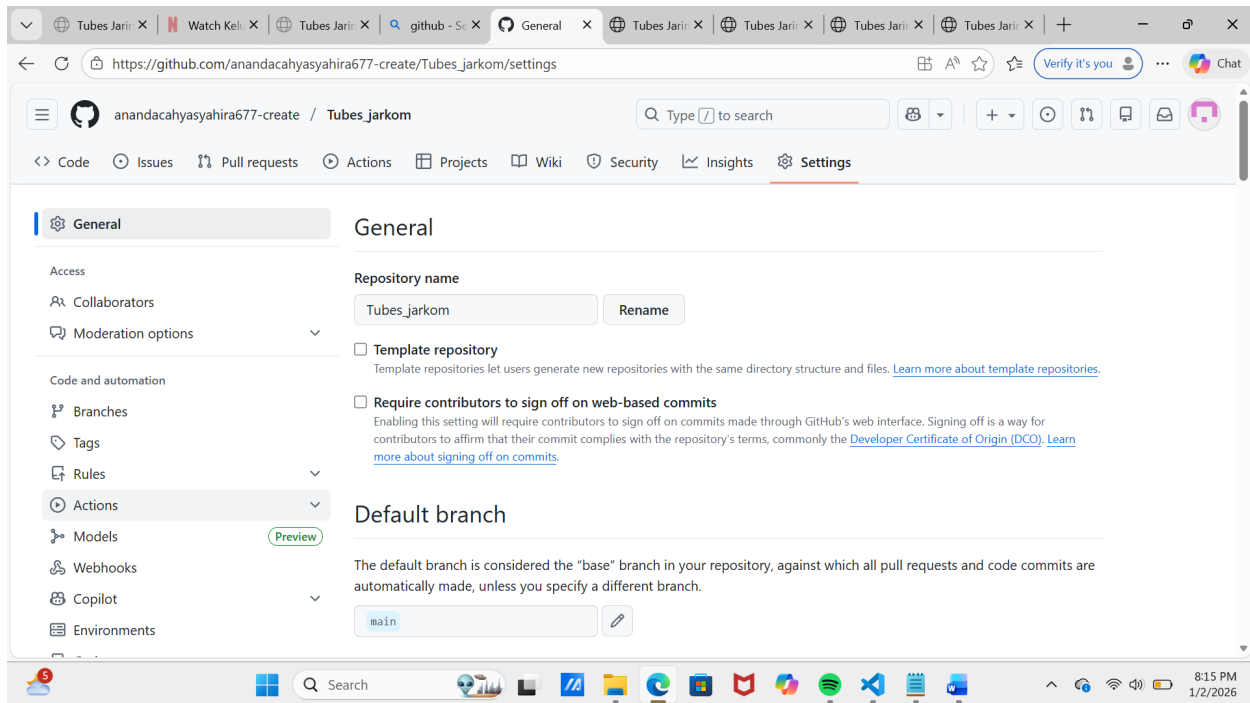 Tubes Jarin
Watch Kelu
Tubes Jarin
github - Se
General
Tubes Jarin
Tubes Jarin
Tubes Jarin
Tubes Jarin
https://github.com/anandacahyasyahira677-create/Tubes_jarkom/settings
Verify it's you
Chat
anandacahyasyahira677-create / Tubes_jarkom
Type / to search
Code
Issues
Pull requests
Actions
Projects
Wiki
Security
Insights
Settings
General
Access
Collaborators
Moderation options
Code and automation
Branches
Tags
Rules
Actions
Models
Preview
Webhooks
Copilot
Environments
General
Repository name
Tubes_jarkom
Rename
Template repository
Template repositories let users generate new repositories with the same directory structure and files. Learn more about template repositories.
Require contributors to sign off on web-based commits
Enabling this setting will require contributors to sign off on commits made through GitHub's web interface. Signing off is a way for
contributors to affirm that their commit complies with the repository's terms, commonly the Developer Certificate of Origin (DCO). Learn
more about signing off on commits.
Default branch
The default branch is considered the "base" branch in your repository, against which all pull requests and code commits are
automatically made, unless you specify a different branch.
main
5
Search
8:15 PM
1/2/2026